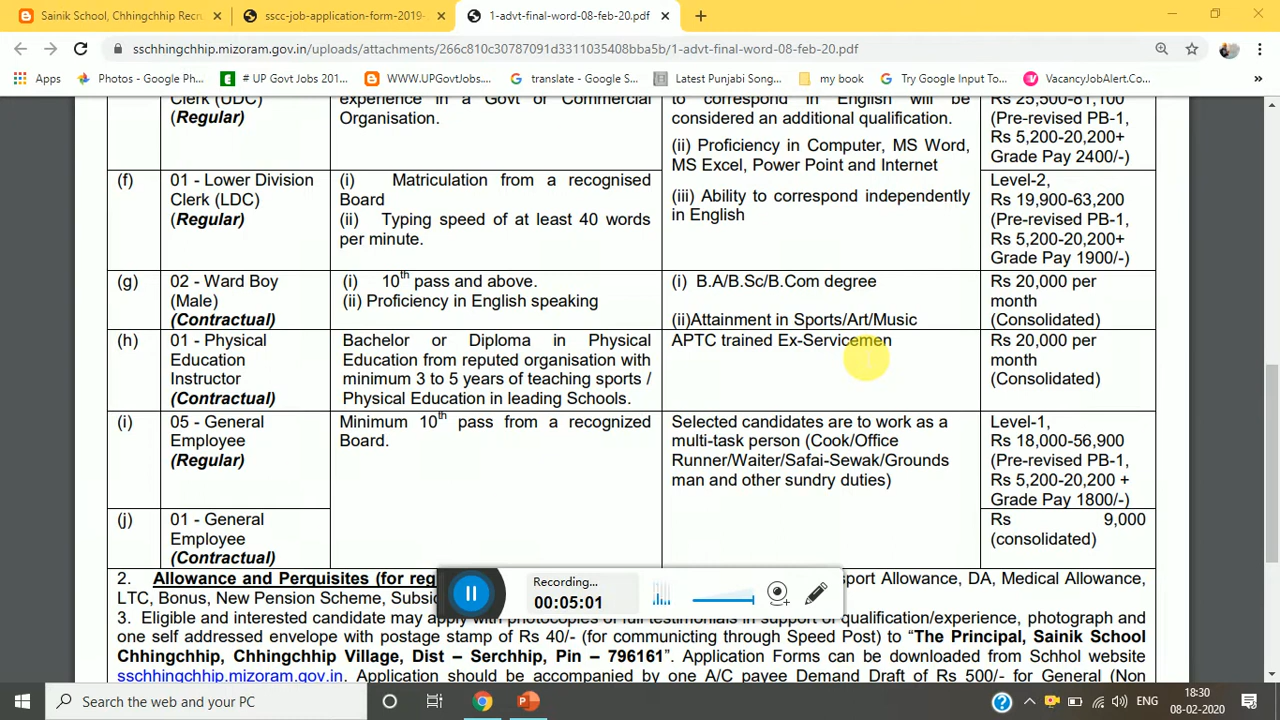 Sainik School, Chhingchhip Recru
sscc-job-application-form-2019-
1-advt-final-word-08-feb-20.pdf
sschhingchhip.mizoram.gov.in/uploads/attachments/266c810c30787091d3311035408bba5b/1-advt-final-word-08-feb-20.pdf
Apps
Photos - Google Ph...
# UP Govt Jobs 201...
WWW.UPGovtJobs....
translate - Google S...
Latest Punjabi Song...
my book
Try Google Input To...
VacancyJobAlert.Co...
»
Clerk (UDC) experience in a Govt or Commercial to correspond in English will be Rs 25,500-81,100
(Regular) Organisation. considered an additional qualification. (Pre-revised PB-1,
(ii) Proficiency in Computer, MS Word, Rs 5,200-20,200+
MS Excel, Power Point and Internet Grade Pay 2400/-)
(iii) Ability to correspond independently
in English
(f) 01 - Lower Division (i) Matriculation from a recognised Level-2,
Clerk (LDC) Board Rs 19,900-63,200
(Regular) (ii) Typing speed of at least 40 words (Pre-revised PB-1,
per minute. Rs 5,200-20,200+
Grade Pay 1900/-)
(g) 02 - Ward Boy (i) 10th pass and above. (i) B.A/B.Sc/B.Com degree Rs 20,000 per
(Male) (ii) Proficiency in English speaking month
(Contractual) (ii)Attainment in Sports/Art/Music (Consolidated)
(h) 01 - Physical Bachelor or Diploma in Physical APTC trained Ex-Servicemen Rs 20,000 per
Education Education from reputed organisation with month
Instructor minimum 3 to 5 years of teaching sports / (Consolidated)
(Contractual) Physical Education in leading Schools.
(i) 05 - General Minimum 10th pass from a recognized Selected candidates are to work as a Level-1,
Employee Board. multi-task person (Cook/Office Rs 18,000-56,900
(Regular) Runner/Waiter/Safai-Sewak/Grounds (Pre-revised PB-1,
man and other sundry duties) Rs 5,200-20,200 +
Grade Pay 1800/-)
(j) 01 - General Rs 9,000
Employee (consolidated)
(Contractual)
2. Allowance and Perquisites (for reg port Allowance, DA, Medical Allowance,
LTC, Bonus, New Pension Scheme, Subsid
3. Eligible and interested candidate may apply with photocopies of full testimonials in support of qualification/experience, photograph and
one self addressed envelope with postage stamp of Rs 40/- (for communicting through Speed Post) to “The Principal, Sainik School
Chhingchhip, Chhingchhip Village, Dist – Serchhip, Pin – 796161”. Application Forms can be downloaded from Schhol website
sschhingchhip.mizoram.gov.in. Application should be accompanied by one A/C payee Demand Draft of Rs 500/- for General (Non
Recording...
00:05:01
Type here to search
ENG
18:30
08-02-2020